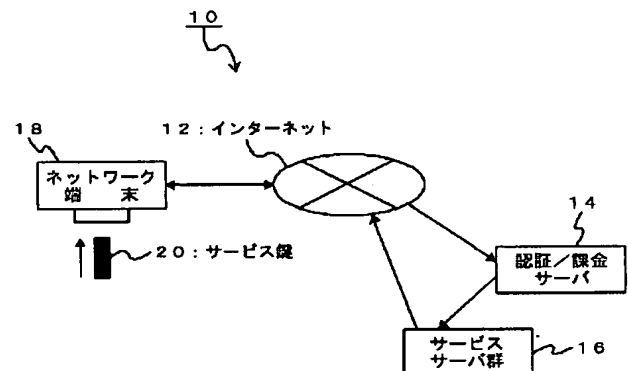 10
18
12:インターネット
ネットワーク
端 末
14
20:サービス鍵
認証/課金
サーバ
サービス
サーバ群
16